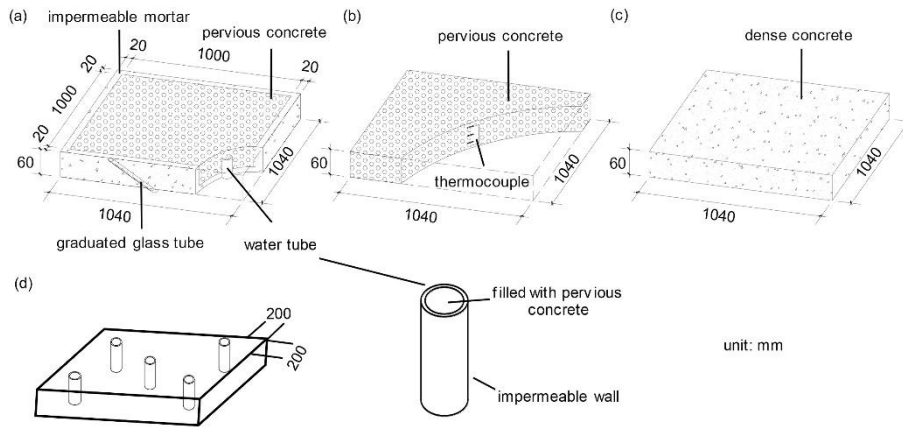 (a)
impermeable mortar
20
1000
20
pervious concrete
20
1000
20
60
1040
1040
graduated glass tube
water tube
(b)
pervious concrete
60
thermocouple
1040
1040
(c)
dense concrete
60
1040
1040
(d)
200
200
filled with pervious
concrete
impermeable wall
unit: mm